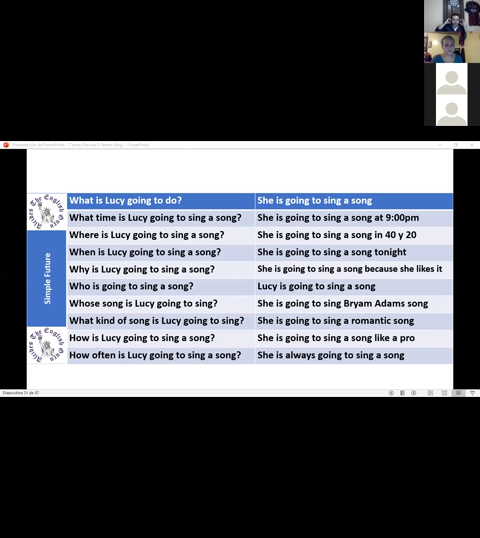 What is Lucy going to do? She is going to sing a song
What time is Lucy going to sing a song? She is going to sing a song at 9:00pm
Where is Lucy going to sing a song? She is going to sing a song in 40 y 20
When is Lucy going to sing a song? She is going to sing a song tonight
Why is Lucy going to sing a song? She is going to sing a song because she likes it
Who is going to sing a song? Lucy is going to sing a song
Whose song is Lucy going to sing? She is going to sing Bryam Adams song
What kind of song is Lucy going to sing? She is going to sing a romantic song
How is Lucy going to sing a song? She is going to sing a song like a pro
How often is Lucy going to sing a song? She is always going to sing a song
Simple Future
The English
The English